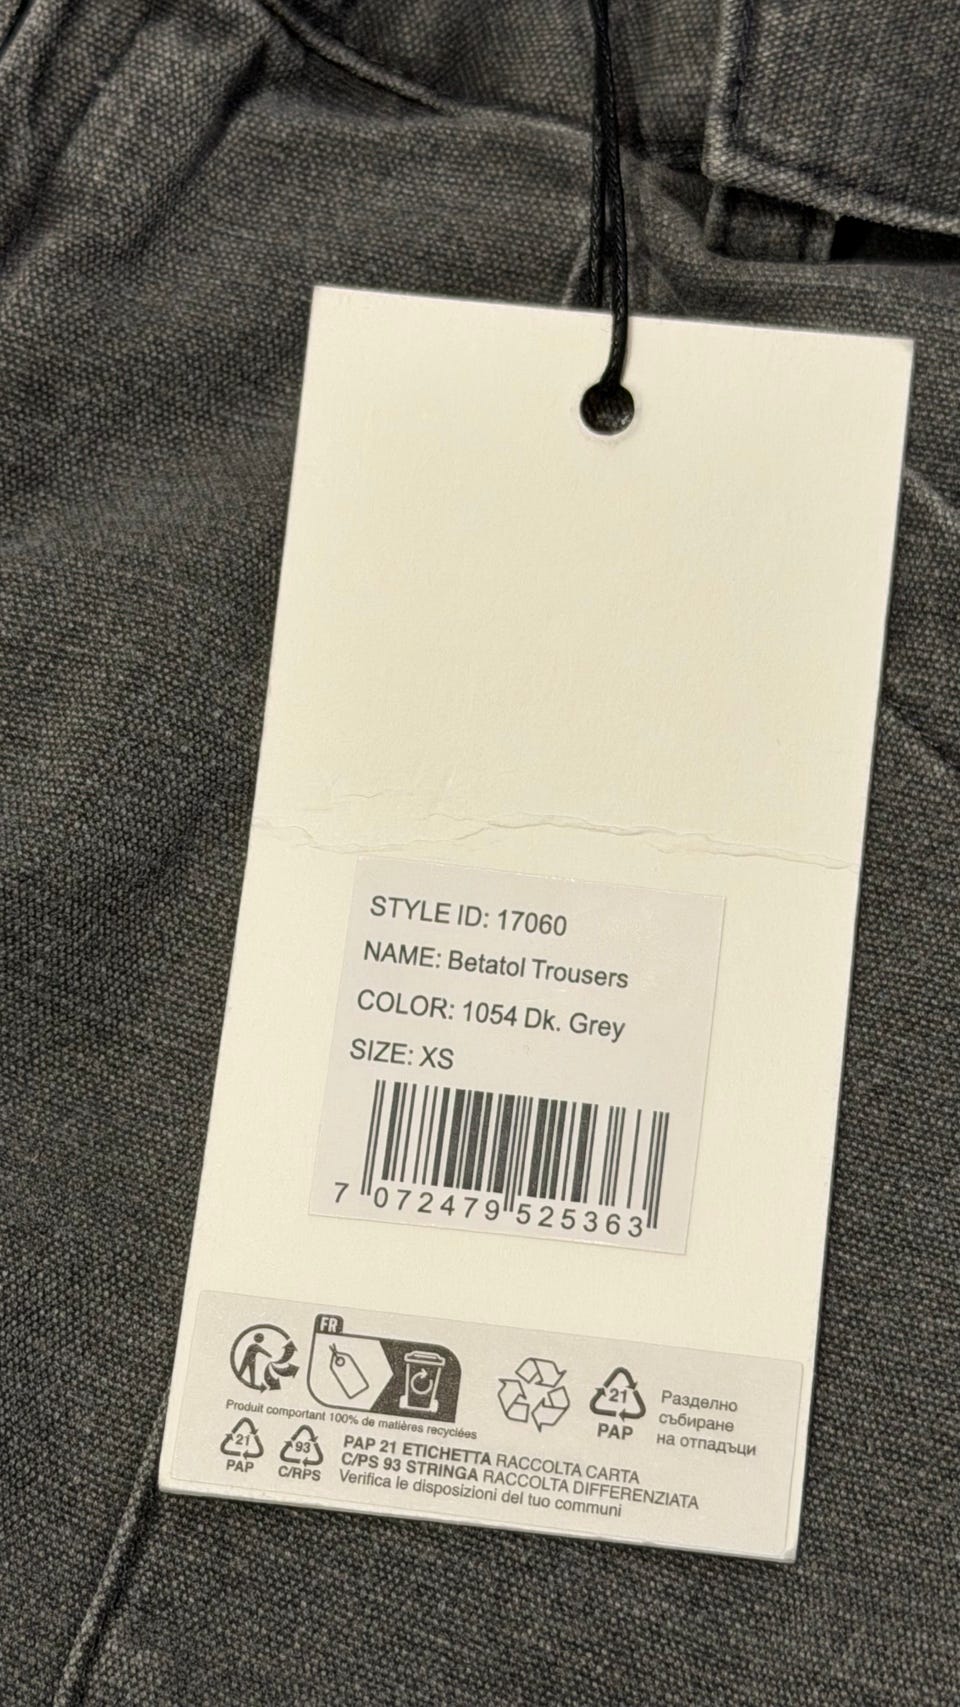 STYLE ID: 17060
NAME: Betatol Trousers
COLOR: 1054 Dk. Grey
SIZE: XS
7 072479 525363
FR
Produit comportant 100% de matières recyclées
21
PAP
Разделно
събиране
на отпадъци
21
PAP
93
C/RPS
PAP 21 ETICHETTA RACCOLTA CARTA
C/PS 93 STRINGA RACCOLTA DIFFERENZIATA
Verifica le disposizioni del tuo communi